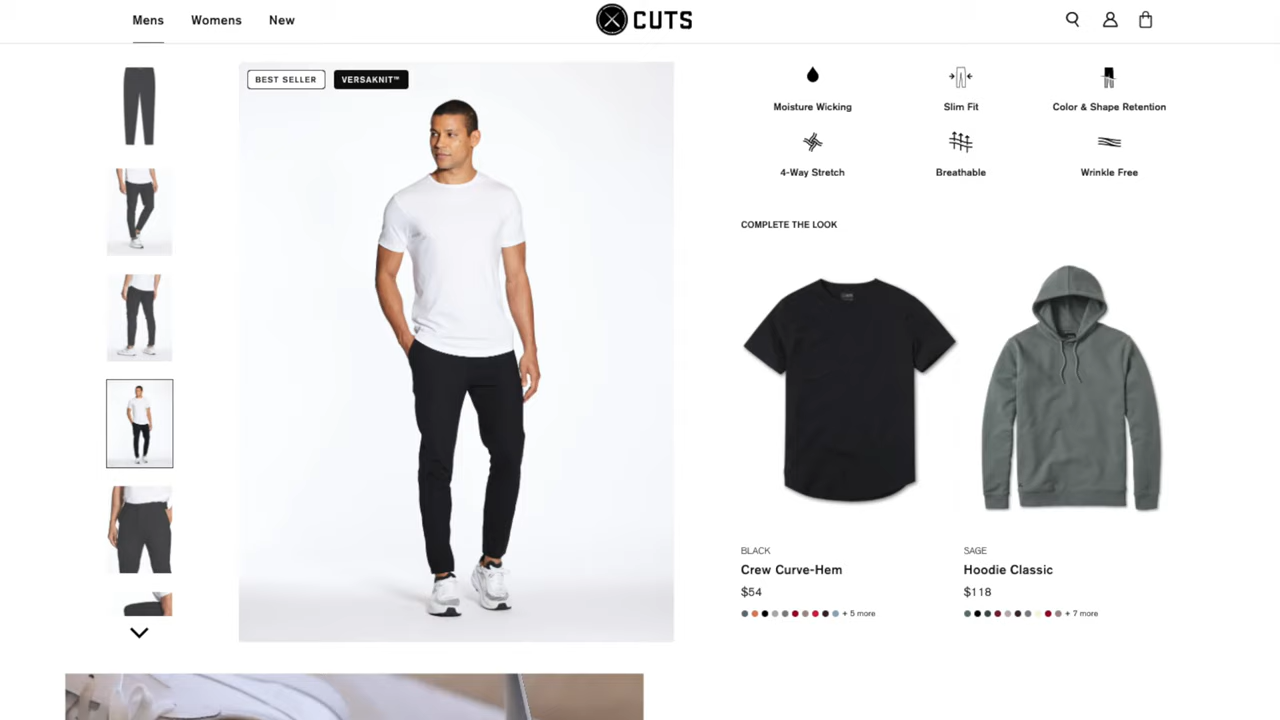 Mens Womens New
CUTS
BEST SELLER VERSAKNIT™
Moisture Wicking
Slim Fit
Color & Shape Retention
4-Way Stretch
Breathable
Wrinkle Free
COMPLETE THE LOOK
BLACK
Crew Curve-Hem
$54
+ 5 more
SAGE
Hoodie Classic
$118
+ 7 more